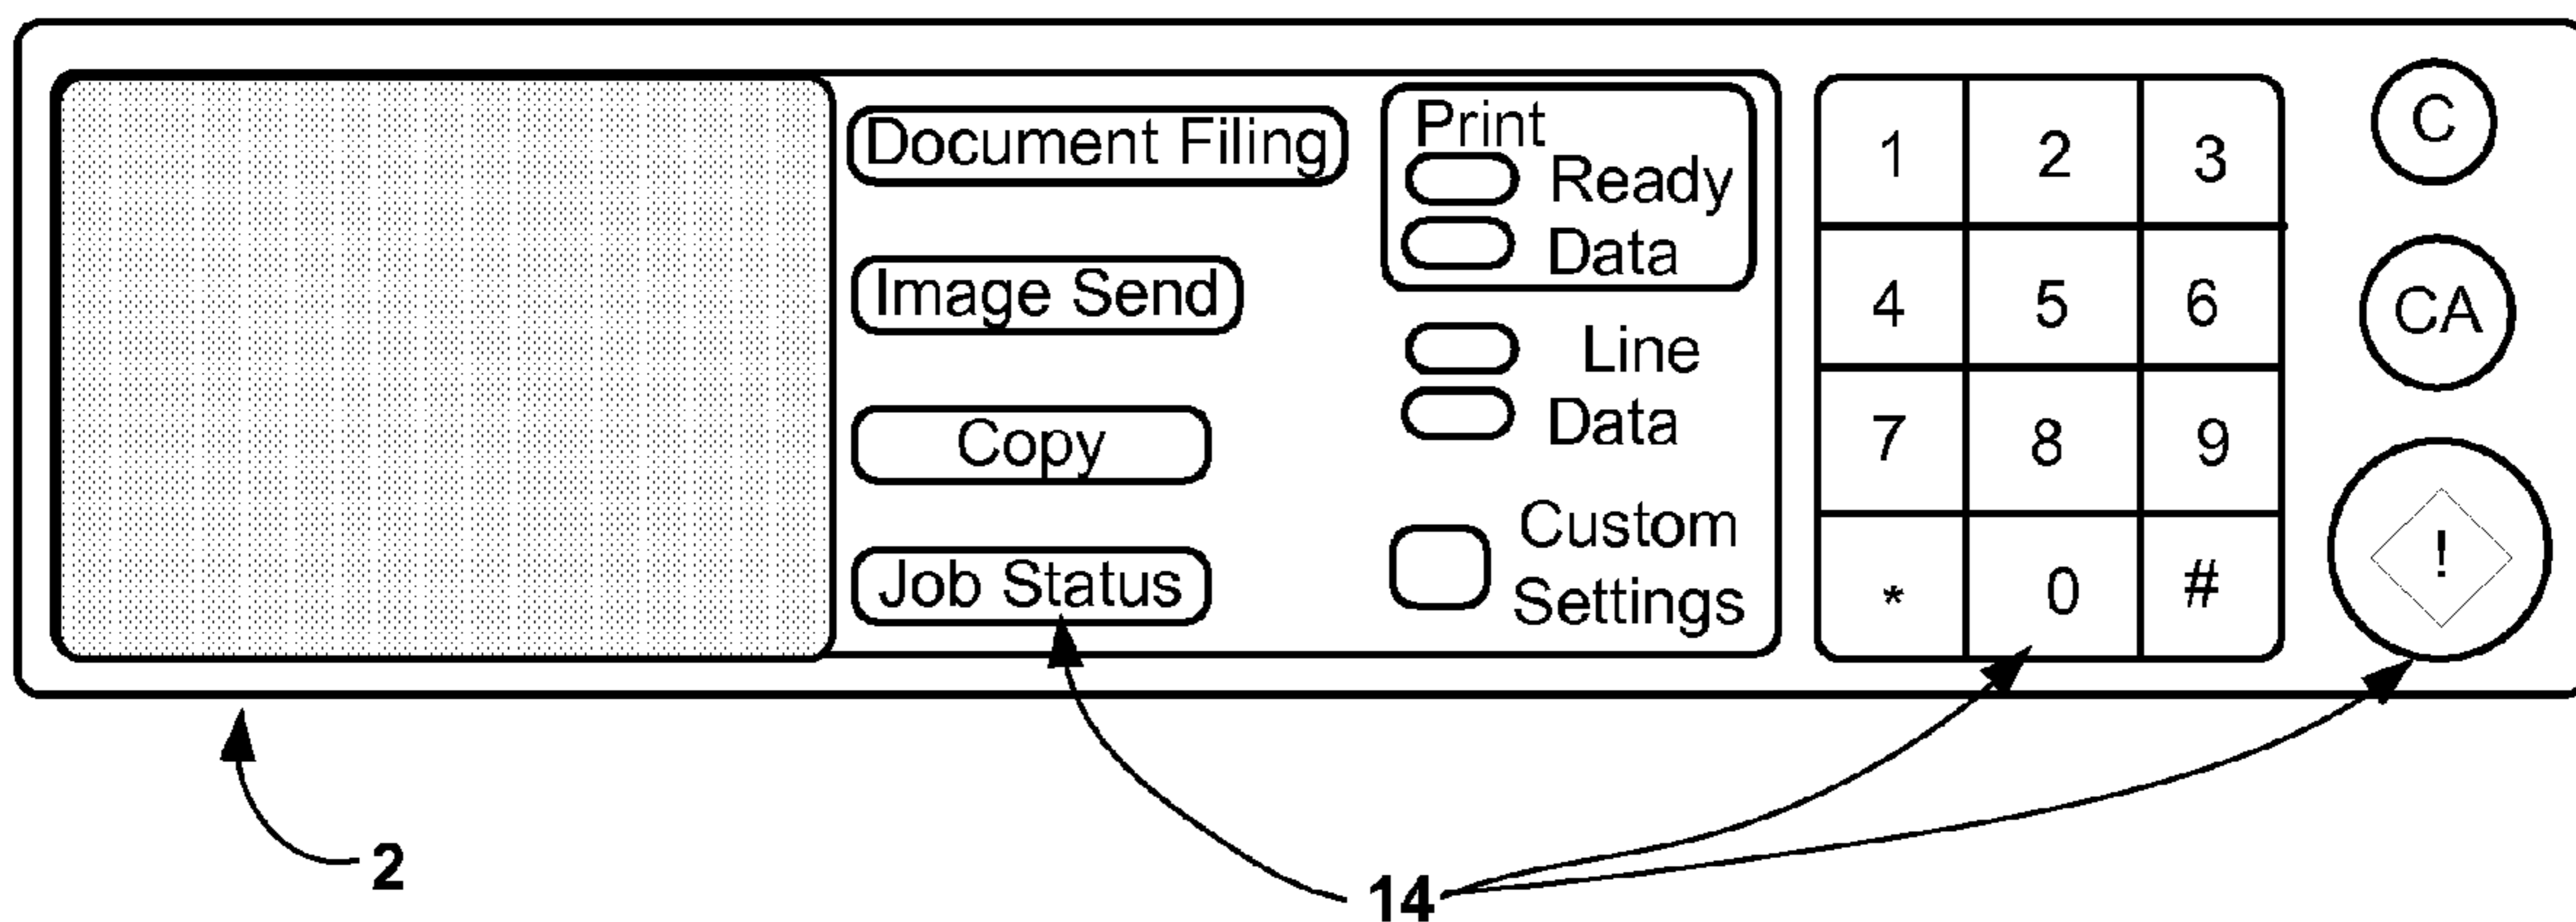 Document Filing
Image Send
Copy
Job Status
Print
Ready
Data
Line
Data
Custom
Settings
1 2 3
4 5 6
7 8 9
* 0 #
C
CA
!
2
14